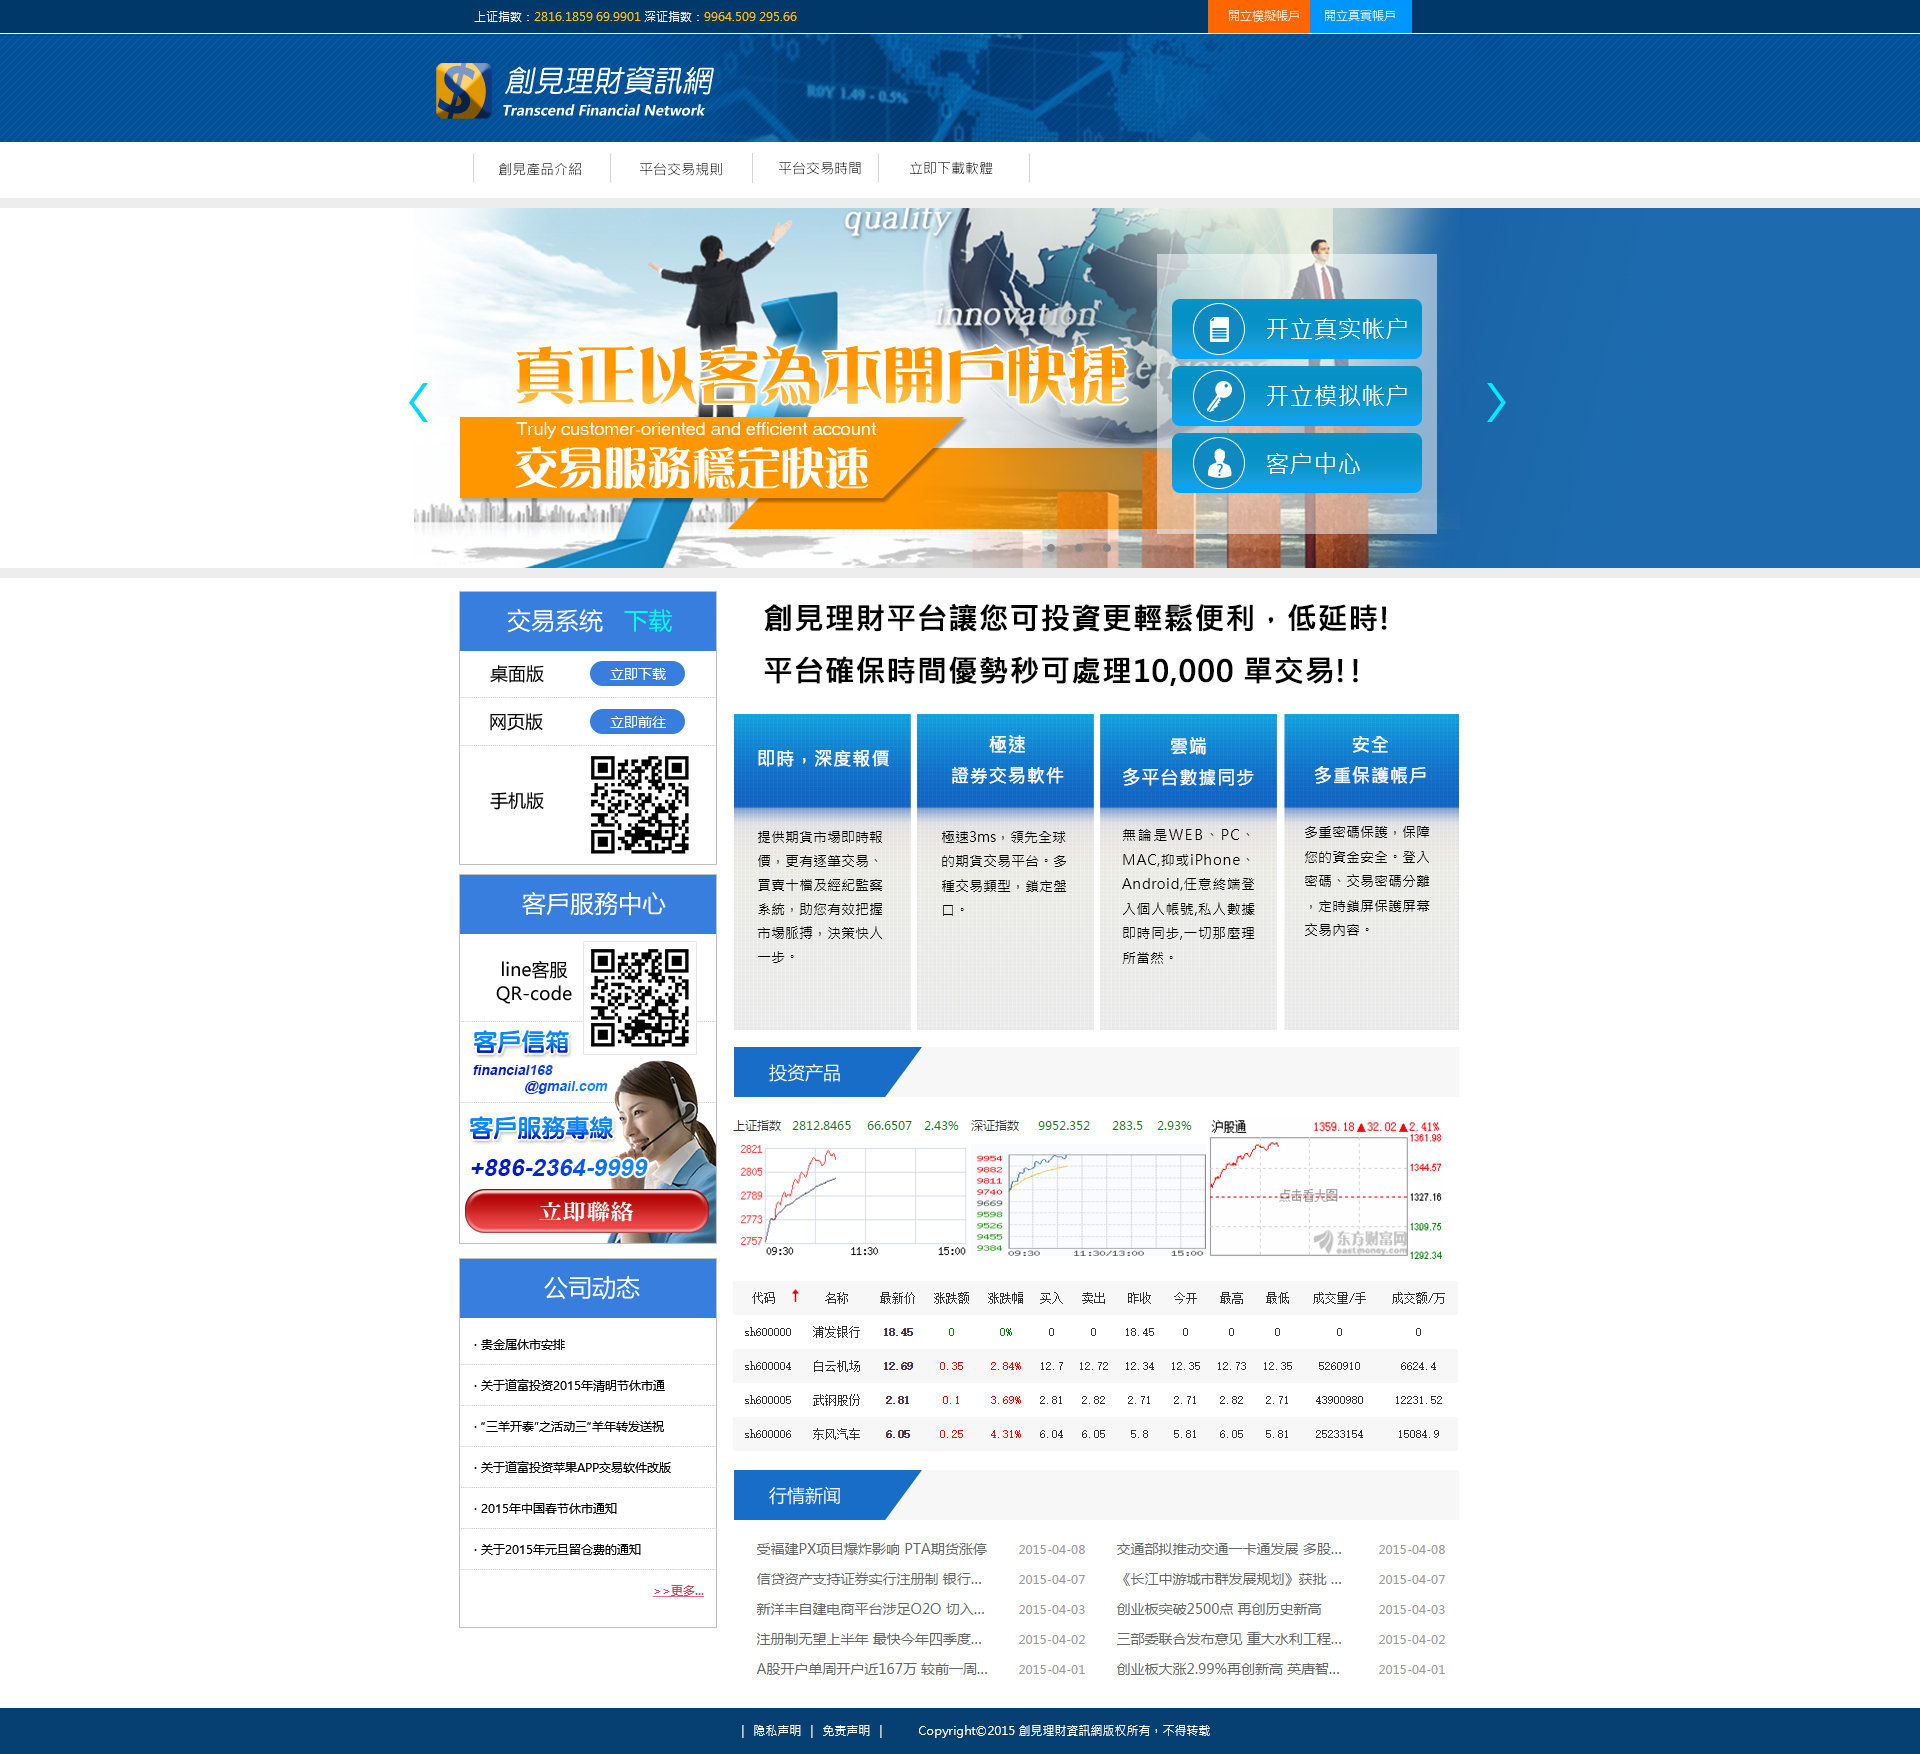 上证指数：2816.1859 69.9901 深证指数：9964.509 295.66
開立模擬帳戶
開立真實帳戶
ROY 1.49 - 0.5%
創見理財資訊網
Transcend Financial Network
創見產品介紹
平台交易規則
平台交易時間
立即下載軟體
quality
innovation
真正以客為本開戶快捷
Truly customer-oriented and efficient account
交易服務穩定快速
开立真实帐户
开立模拟帐户
客户中心
交易系统 下载
桌面版 立即下载
网页版 立即前往
手机版
客戶服務中心
line客服
QR-code
客戶信箱
financial168
@gmail.com
客戶服務專線
+886-2364-9999
立即聯絡
公司动态
· 贵金属休市安排
· 关于道富投资2015年清明节休市通
· “三羊开泰”之活动三“羊年转发送祝
· 关于道富投资苹果APP交易软件改版
· 2015年中国春节休市通知
· 关于2015年元旦留仓费的通知
>>更多...
創見理財平台讓您可投資更輕鬆便利，低延時!
平台確保時間優勢秒可處理10,000 單交易!!
即時，深度報價
提供期貨市場即時報
價，更有逐筆交易、
買賣十檔及經紀監察
系統，助您有效把握
市場脈搏，決策快人
一步。
極速
證券交易軟件
極速3ms，領先全球
的期貨交易平台。多
種交易類型，鎖定盤
口。
雲端
多平台數據同步
無論是WEB、PC、
MAC,抑或iPhone、
Android,任意終端登
入個人帳號,私人數據
即時同步,一切那麼理
所當然。
安全
多重保護帳戶
多重密碼保護，保障
您的資金安全。登入
密碼、交易密碼分離
，定時鎖屏保護屏幕
交易內容。
投资产品
上证指数 2812.8465 66.6507 2.43%
2821
2805
2789
2773
2757
09:30 11:30 15:00
深证指数 9952.352 283.5 2.93%
9954
9882
9811
9740
9669
9598
9526
9455
9384
09:30 11:30/13:00 15:00
沪股通 1359.18▲32.02▲2.41%
1361.98
1344.57
1327.16
1309.75
1292.34
点击看大图
东方财富网
eastmoney.com
代码 ↑ 名称 最新价 涨跌额 涨跌幅 买入 卖出 昨收 今开 最高 最低 成交量/手 成交额/万
sh600000 浦发银行 18.45 0 0% 0 0 18.45 0 0 0 0 0
sh600004 白云机场 12.69 0.35 2.84% 12.7 12.72 12.34 12.35 12.73 12.35 5260910 6624.4
sh600005 武钢股份 2.81 0.1 3.69% 2.81 2.82 2.71 2.71 2.82 2.71 43900980 12231.52
sh600006 东风汽车 6.05 0.25 4.31% 6.04 6.05 5.8 5.81 6.05 5.81 25233154 15084.9
行情新闻
受福建PX项目爆炸影响 PTA期货涨停 2015-04-08
信贷资产支持证券实行注册制 银行... 2015-04-07
新洋丰自建电商平台涉足O2O 切入... 2015-04-03
注册制无望上半年 最快今年四季度... 2015-04-02
A股开户单周开户近167万 较前一周... 2015-04-01
交通部拟推动交通一卡通发展 多股... 2015-04-08
《长江中游城市群发展规划》获批 ... 2015-04-07
创业板突破2500点 再创历史新高 2015-04-03
三部委联合发布意见 重大水利工程... 2015-04-02
创业板大涨2.99%再创新高 英唐智... 2015-04-01
| 隐私声明 | 免责声明 | Copyright©2015 創見理財資訊網版权所有，不得转载